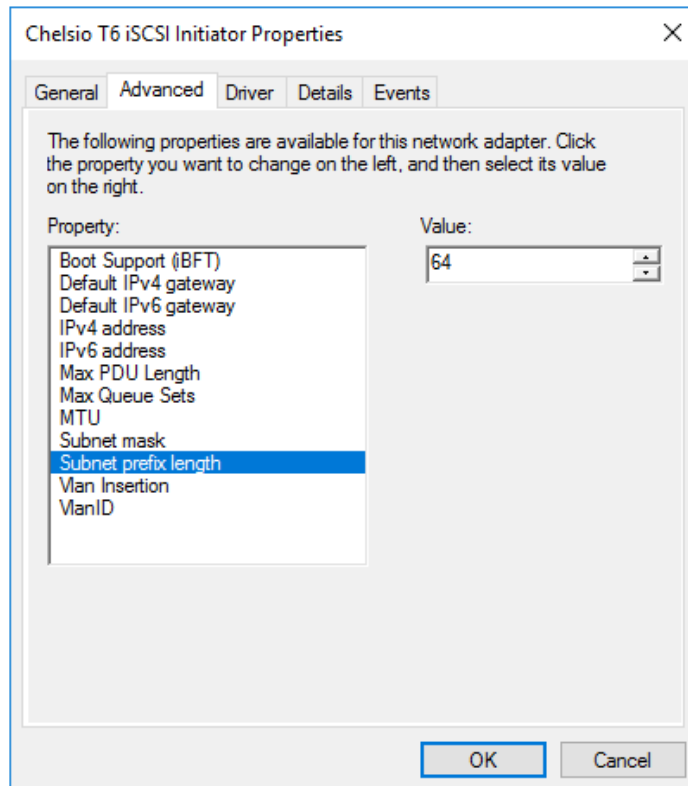 Chelsio T6 iSCSI Initiator Properties
General Advanced Driver Details Events
The following properties are available for this network adapter. Click
the property you want to change on the left, and then select its value
on the right.
Property:
Value:
Boot Support (iBFT)
64
Default IPv4 gateway
Default IPv6 gateway
IPv4 address
IPv6 address
Max PDU Length
Max Queue Sets
MTU
Subnet mask
Subnet prefix length
Vlan Insertion
VlanID
OK
Cancel